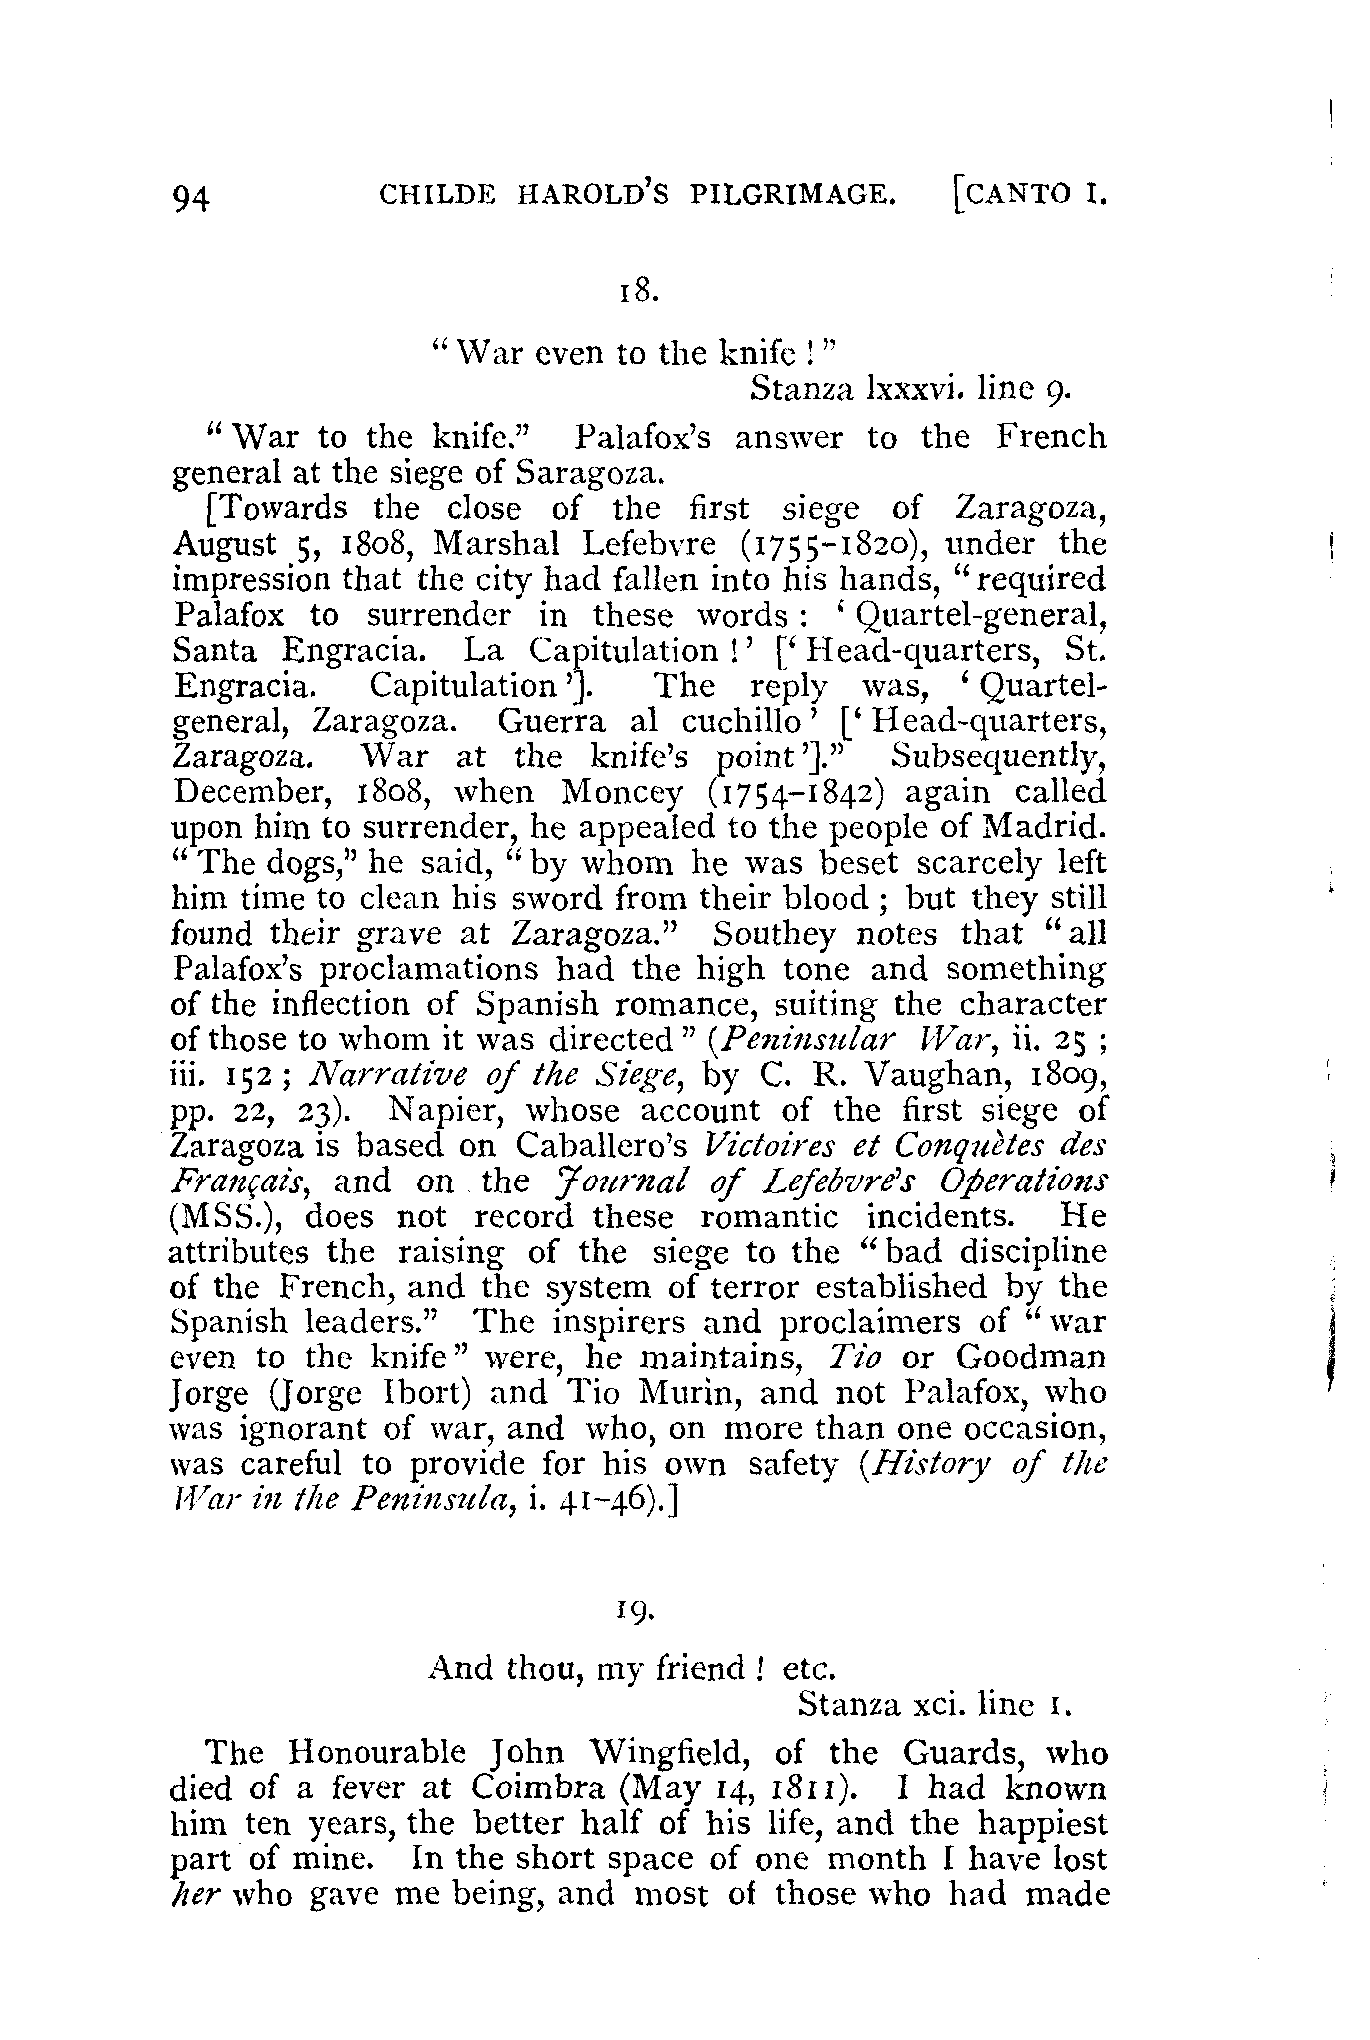 94 CHILDE HAROLD'S PILGRIMAGE. [CANTO I.
18.
“War even to the knife!”
Stanza lxxxvi. line 9.
“War to the knife.” Palafox's answer to the French
general at the siege of Saragoza.
[Towards the close of the first siege of Zaragoza,
August 5, 1808, Marshal Lefebvre (1755-1820), under the
impression that the city had fallen into his hands, “required
Palafox to surrender in these words: ‘Quartel-general,
Santa Engracia. La Capitulation!’ [‘Head-quarters, St.
Engracia. Capitulation’]. The reply was, ‘Quartel-
general, Zaragoza. Guerra al cuchillo’ [‘Head-quarters,
Zaragoza. War at the knife's point’].” Subsequently,
December, 1808, when Moncey (1754-1842) again called
upon him to surrender, he appealed to the people of Madrid.
“The dogs,” he said, “by whom he was beset scarcely left
him time to clean his sword from their blood; but they still
found their grave at Zaragoza.” Southey notes that “all
Palafox's proclamations had the high tone and something
of the inflection of Spanish romance, suiting the character
of those to whom it was directed” (Peninsular War, ii. 25;
iii. 152; Narrative of the Siege, by C. R. Vaughan, 1809,
pp. 22, 23). Napier, whose account of the first siege of
Zaragoza is based on Caballero's Victoires et Conquètes des
Français, and on the Journal of Lefebvre's Operations
(MSS.), does not record these romantic incidents. He
attributes the raising of the siege to the “bad discipline
of the French, and the system of terror established by the
Spanish leaders.” The inspirers and proclaimers of “war
even to the knife” were, he maintains, Tio or Goodman
Jorge (Jorge Ibort) and Tio Murin, and not Palafox, who
was ignorant of war, and who, on more than one occasion,
was careful to provide for his own safety (History of the
War in the Peninsula, i. 41-46).]
19.
And thou, my friend! etc.
Stanza xci. line 1.
The Honourable John Wingfield, of the Guards, who
died of a fever at Coimbra (May 14, 1811). I had known
him ten years, the better half of his life, and the happiest
part of mine. In the short space of one month I have lost
her who gave me being, and most of those who had made